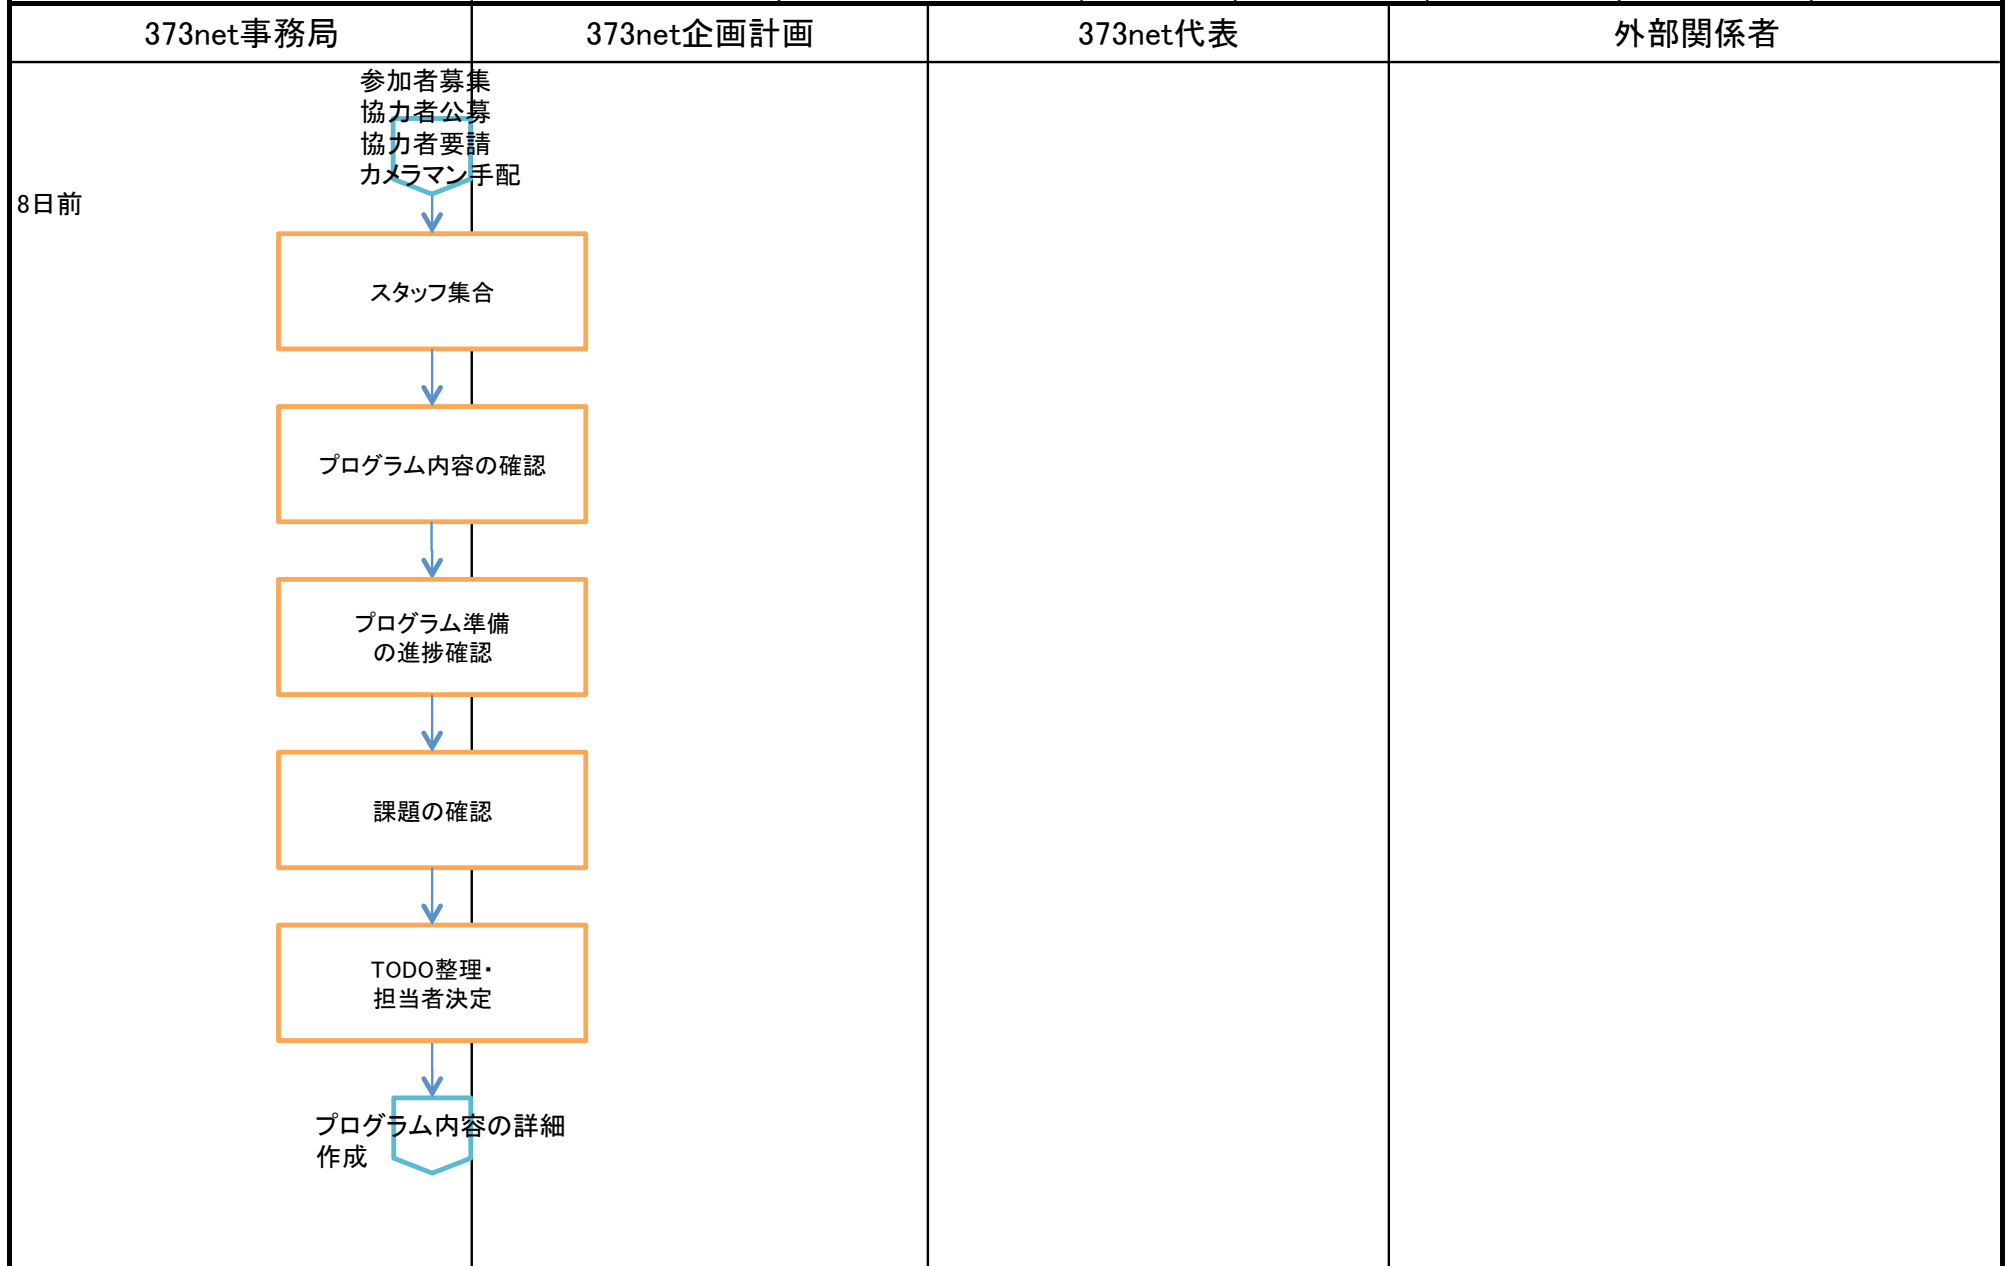 373net事務局
373net企画計画
373net代表
外部関係者
参加者募集
協力者公募
協力者要請
カメラマン手配
8日前
スタッフ集合
プログラム内容の確認
プログラム準備
の進捗確認
課題の確認
TODO整理・
担当者決定
プログラム内容の詳細
作成